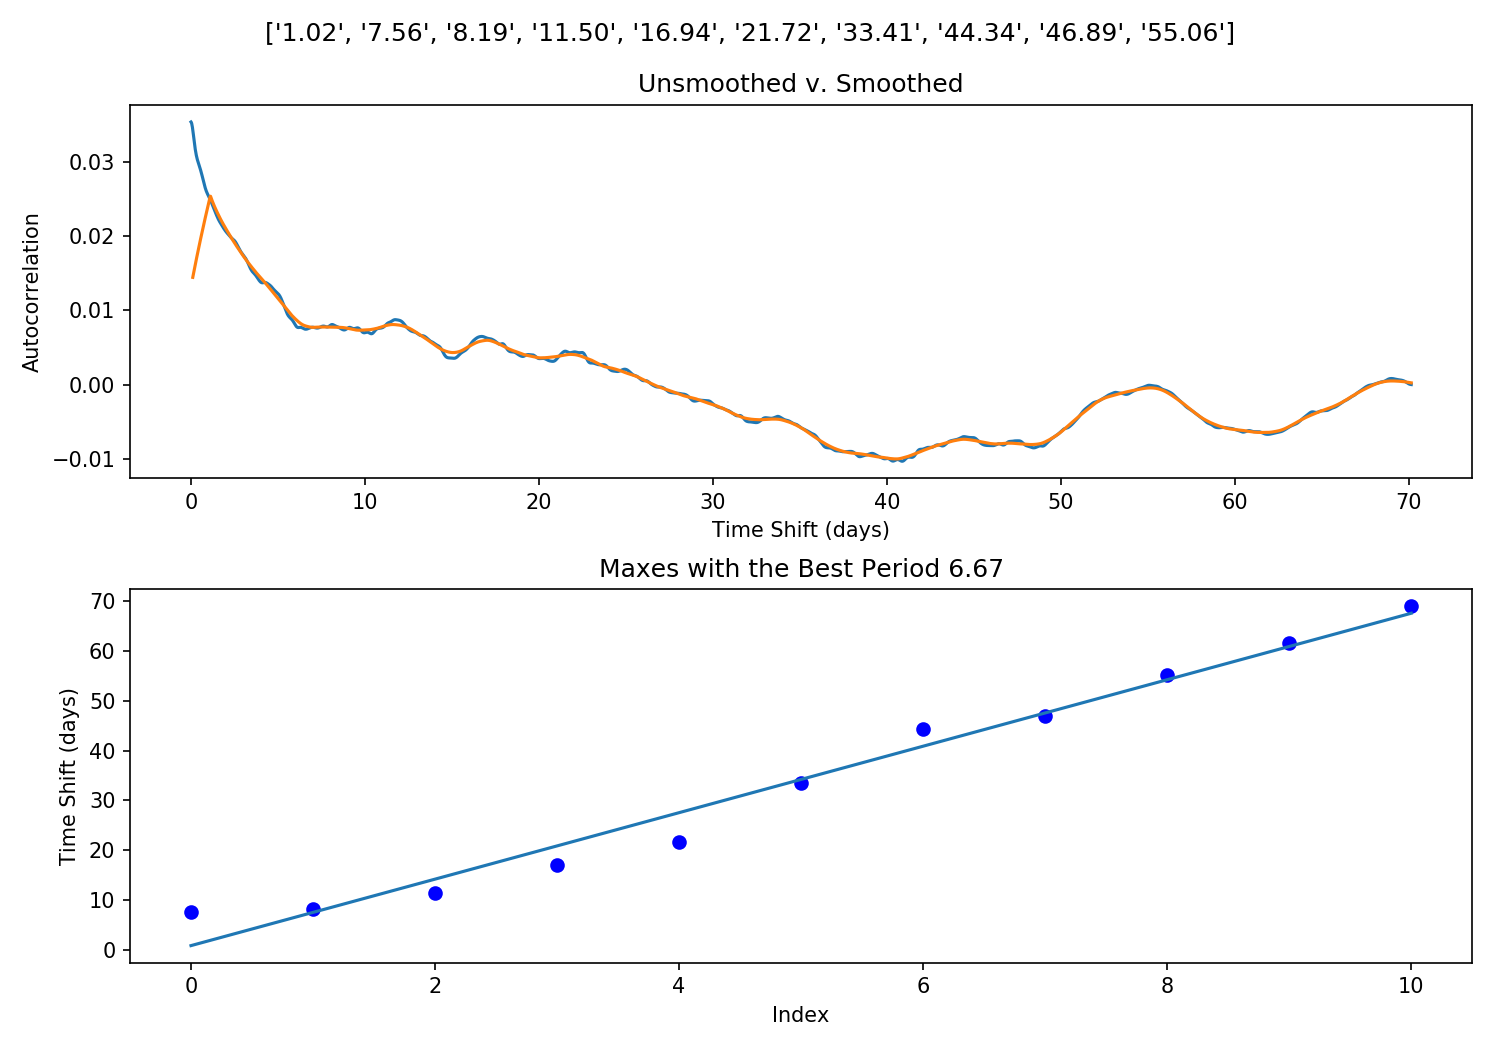 ['1.02', '7.56', '8.19', '11.50', '16.94', '21.72', '33.41', '44.34', '46.89', '55.06']
Unsmoothed v. Smoothed
Autocorrelation
0.03
0.02
0.01
0.00
−0.01
0 10 20 30 40 50 60 70
Time Shift (days)
Maxes with the Best Period 6.67
Time Shift (days)
70
60
50
40
30
20
10
0
0 2 4 6 8 10
Index